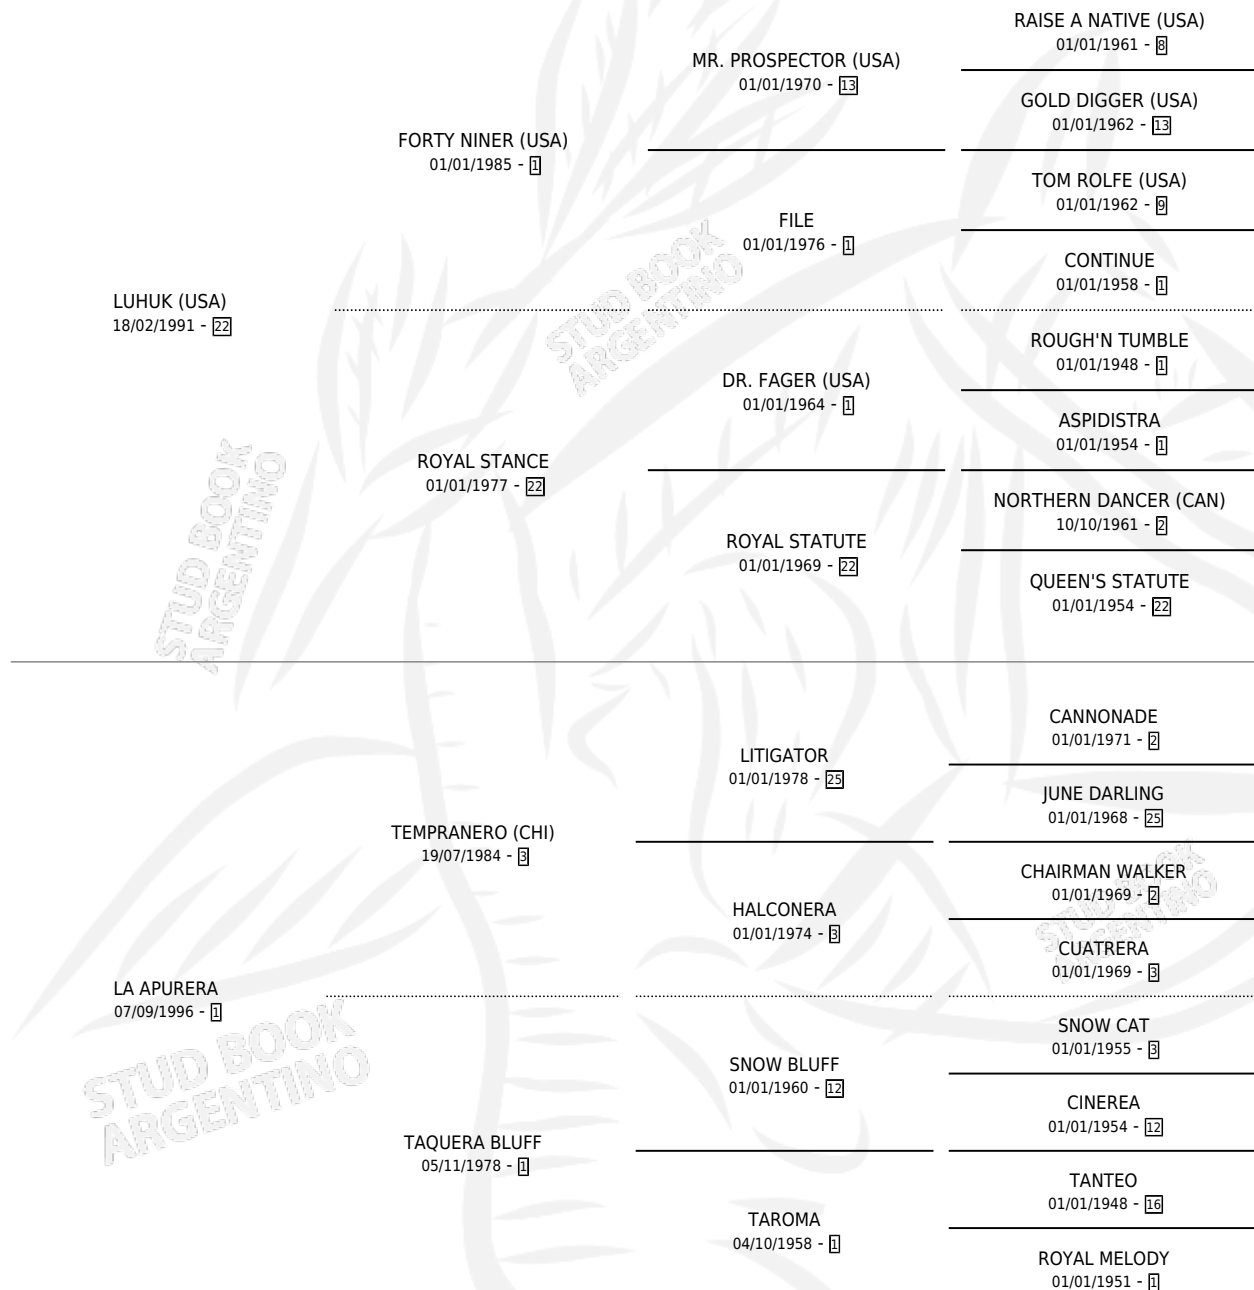 RAISE A NATIVE (USA)
01/01/1961 - 8
MR. PROSPECTOR (USA)
01/01/1970 - 13
GOLD DIGGER (USA)
01/01/1962 - 13
FORTY NINER (USA)
01/01/1985 - 1
TOM ROLFE (USA)
01/01/1962 - 9
FILE
01/01/1976 - 1
CONTINUE
01/01/1958 - 1
LUHUK (USA)
18/02/1991 - 22
ROUGH'N TUMBLE
01/01/1948 - 1
DR. FAGER (USA)
01/01/1964 - 1
ASPIDISTRA
01/01/1954 - 1
ROYAL STANCE
01/01/1977 - 22
NORTHERN DANCER (CAN)
10/10/1961 - 2
ROYAL STATUTE
01/01/1969 - 22
QUEEN'S STATUTE
01/01/1954 - 22
CANNONADE
01/01/1971 - 2
LITIGATOR
01/01/1978 - 25
JUNE DARLING
01/01/1968 - 25
TEMPRANERO (CHI)
19/07/1984 - 3
CHAIRMAN WALKER
01/01/1969 - 2
HALCONERA
01/01/1974 - 3
CUATRERA
01/01/1969 - 3
LA APURERA
07/09/1996 - 1
SNOW CAT
01/01/1955 - 3
SNOW BLUFF
01/01/1960 - 12
CINEREA
01/01/1954 - 12
TAQUERA BLUFF
05/11/1978 - 1
TANTEO
01/01/1948 - 16
TAROMA
04/10/1958 - 1
ROYAL MELODY
01/01/1951 - 1
STUD BOOK
ARGENTINO
STUD BOOK
ARGENTINO
STUD BOOK
ARGENTINO
STUD BOOK
ARGENTINO